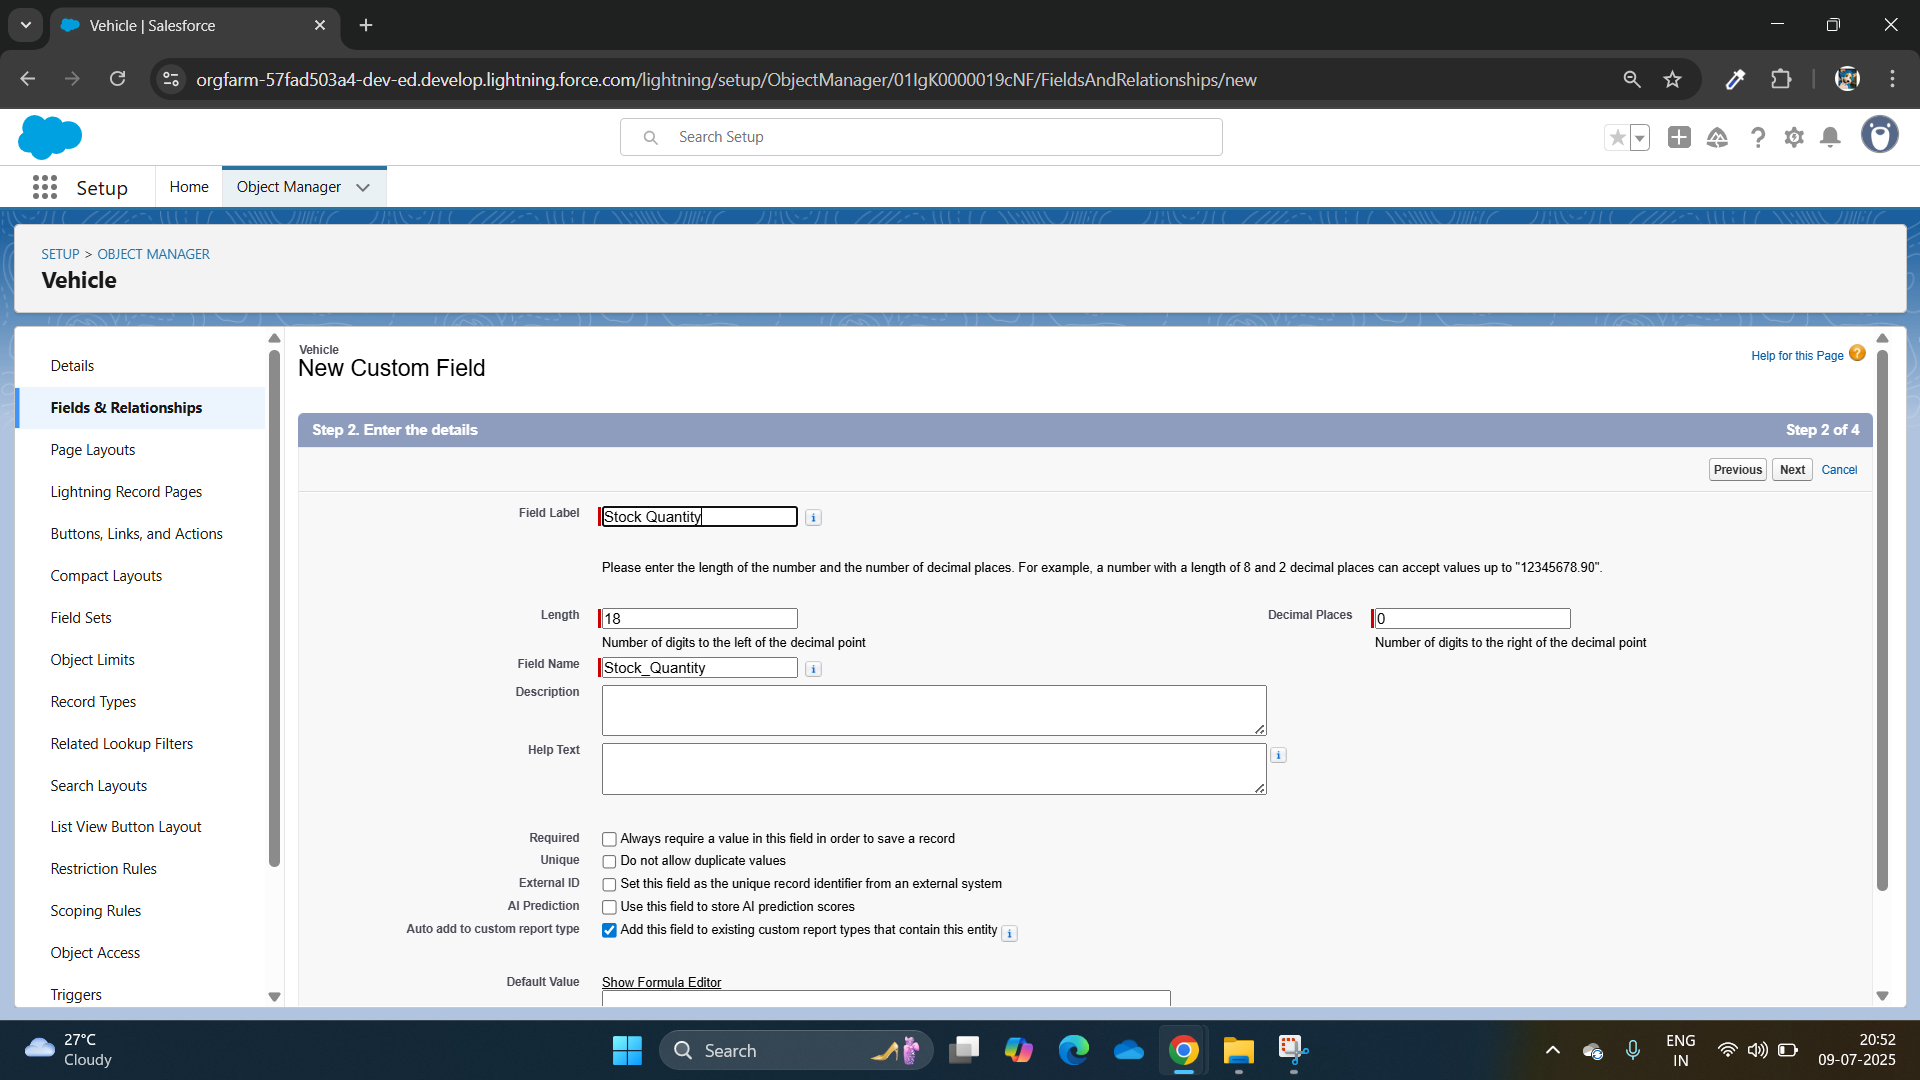 Vehicle | Salesforce
orgfarm-57fad503a4-dev-ed.develop.lightning.force.com/lightning/setup/ObjectManager/01IgK0000019cNF/FieldsAndRelationships/new
Search Setup
Setup
Home
Object Manager
SETUP > OBJECT MANAGER
Vehicle
Details
Fields & Relationships
Page Layouts
Lightning Record Pages
Buttons, Links, and Actions
Compact Layouts
Field Sets
Object Limits
Record Types
Related Lookup Filters
Search Layouts
List View Button Layout
Restriction Rules
Scoping Rules
Object Access
Triggers
Vehicle
New Custom Field
Help for this Page
Step 2. Enter the details
Step 2 of 4
Previous
Next
Cancel
Field Label
Stock Quantity
Please enter the length of the number and the number of decimal places. For example, a number with a length of 8 and 2 decimal places can accept values up to "12345678.90".
Length
18
Decimal Places
0
Number of digits to the left of the decimal point
Number of digits to the right of the decimal point
Field Name
Stock_Quantity
Description
Help Text
Required
Always require a value in this field in order to save a record
Unique
Do not allow duplicate values
External ID
Set this field as the unique record identifier from an external system
AI Prediction
Use this field to store AI prediction scores
Auto add to custom report type
Add this field to existing custom report types that contain this entity
Default Value
Show Formula Editor
27°C
Cloudy
Search
ENG
IN
20:52
09-07-2025